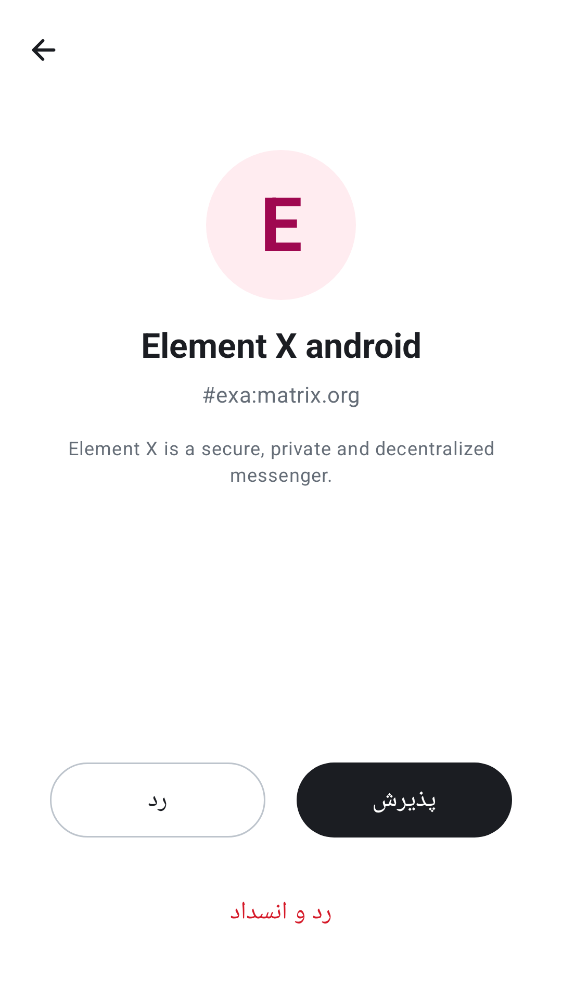 E
Element X android
#exa:matrix.org
Element X is a secure, private and decentralized
messenger.
رد
پذیرش
رد و انسداد